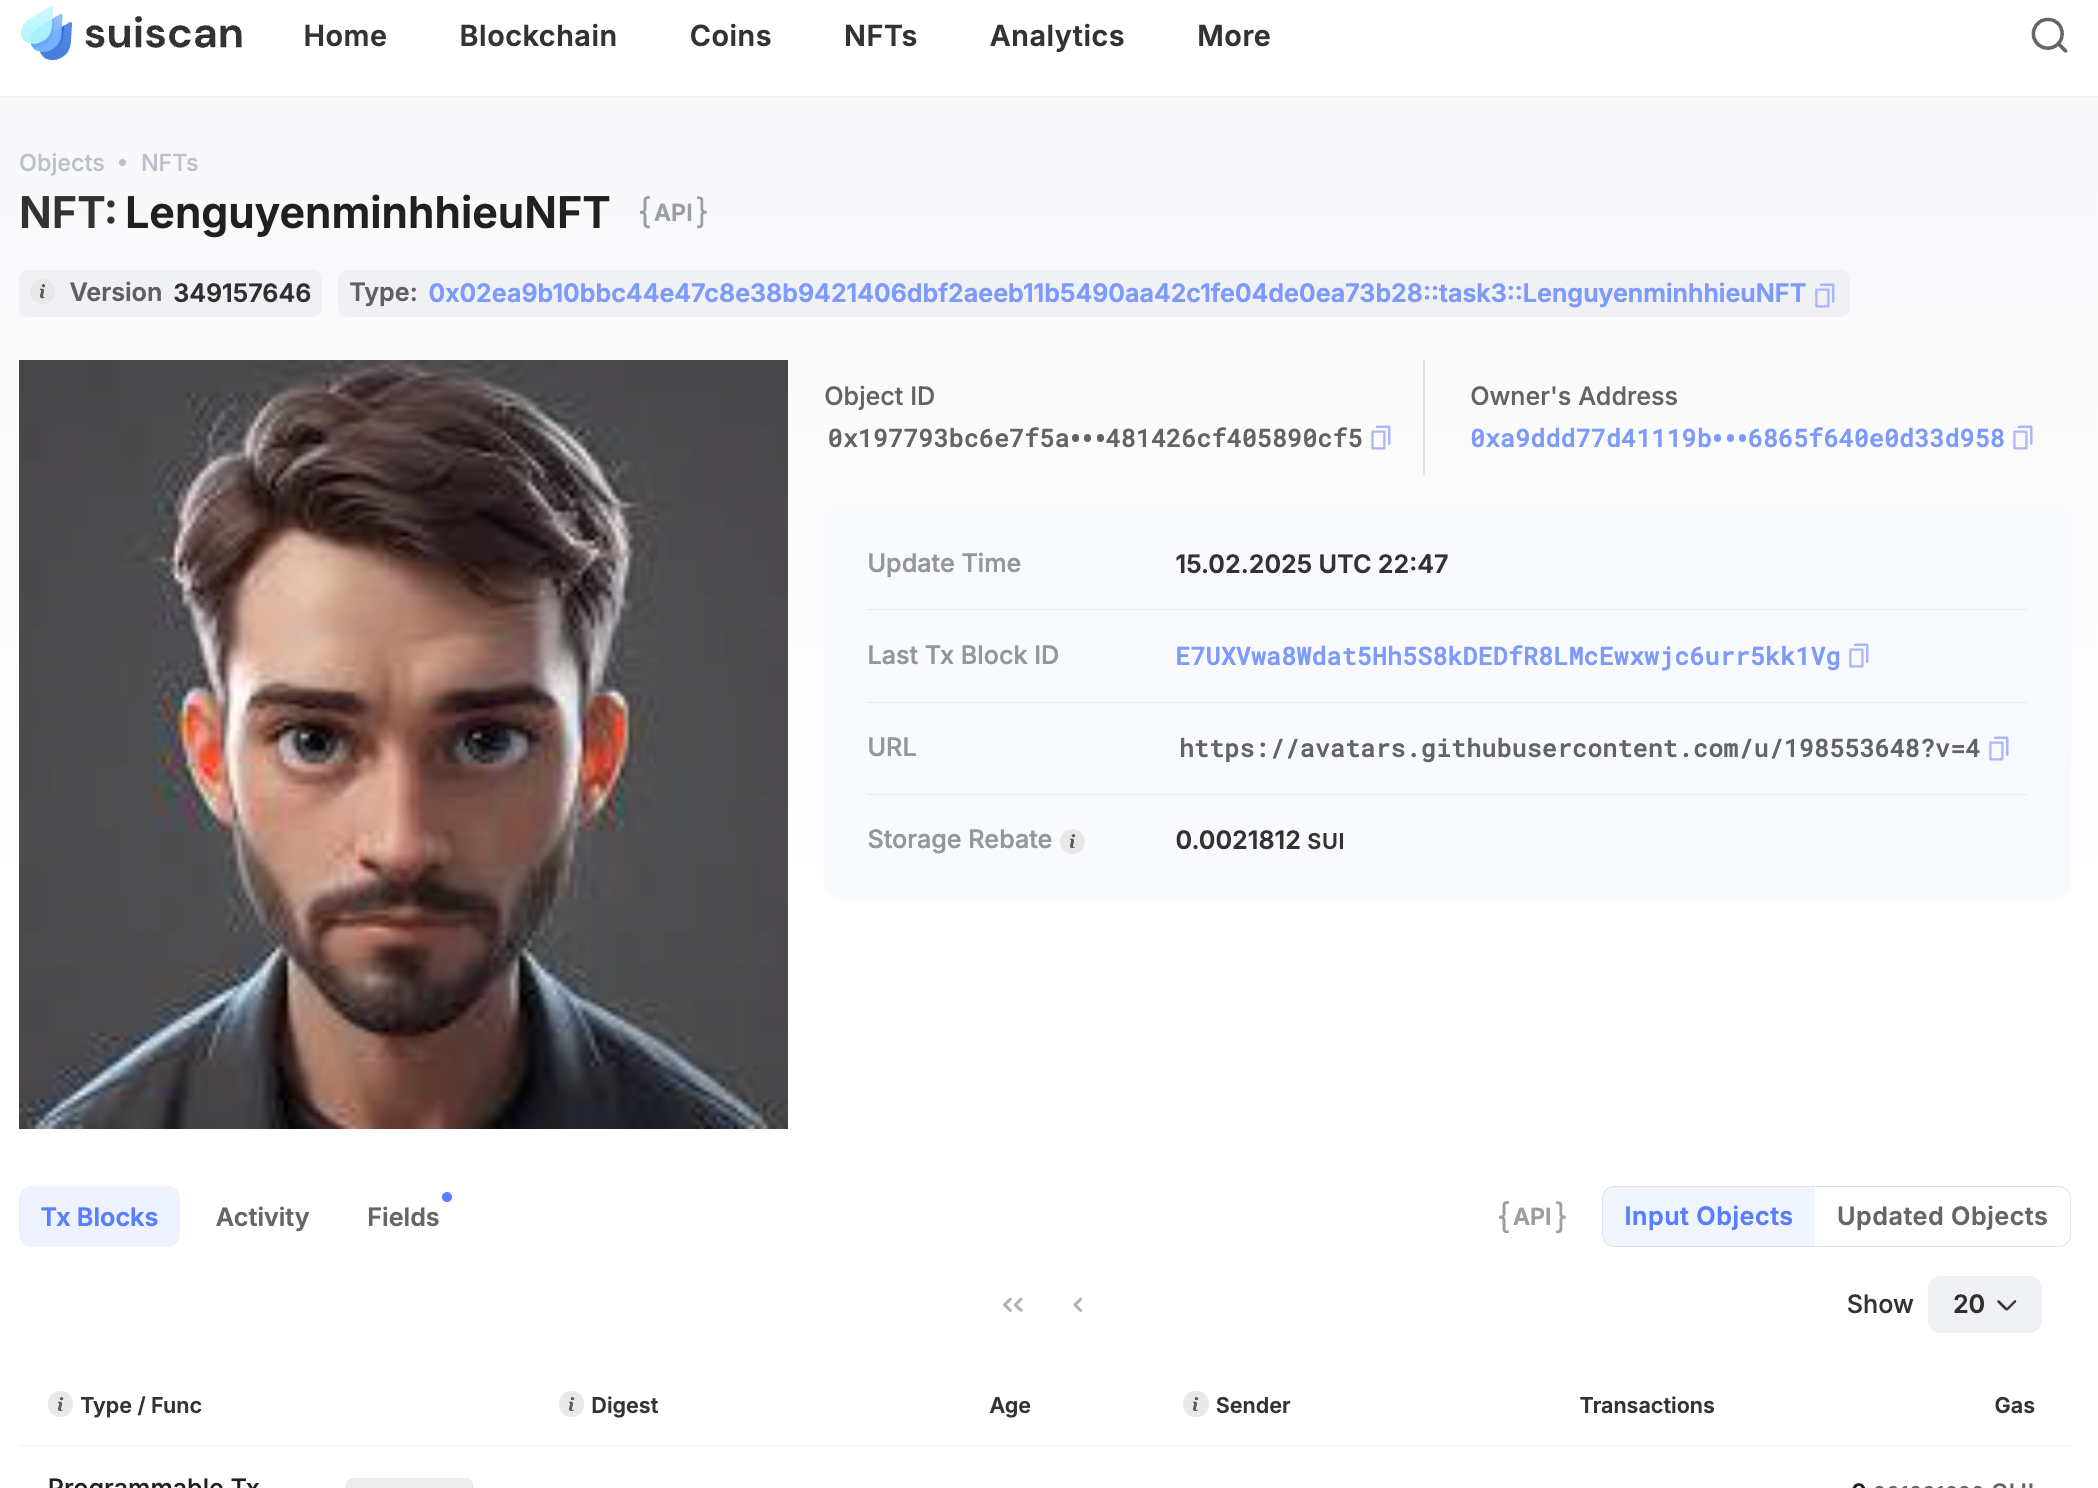 suiscan Home Blockchain Coins NFTs Analytics More
Objects • NFTs
NFT: LenguyenminhhieuNFT {API}
i Version 349157646 Type: 0x02ea9b10bbc44e47c8e38b9421406dbf2aeeb11b5490aa42c1fe04de0ea73b28::task3::LenguyenminhhieuNFT
Object ID
0x197793bc6e7f5a•••481426cf405890cf5
Owner's Address
0xa9ddd77d41119b•••6865f640e0d33d958
Update Time 15.02.2025 UTC 22:47
Last Tx Block ID E7UXVwa8Wdat5Hh5S8kDEDfR8LMcEwxwjc6urr5kk1Vg
URL https://avatars.githubusercontent.com/u/198553648?v=4
Storage Rebate i 0.0021812 SUI
Tx Blocks Activity Fields {API} Input Objects Updated Objects
Show 20
i Type / Func i Digest Age i Sender Transactions Gas
Programmable Tx SUI